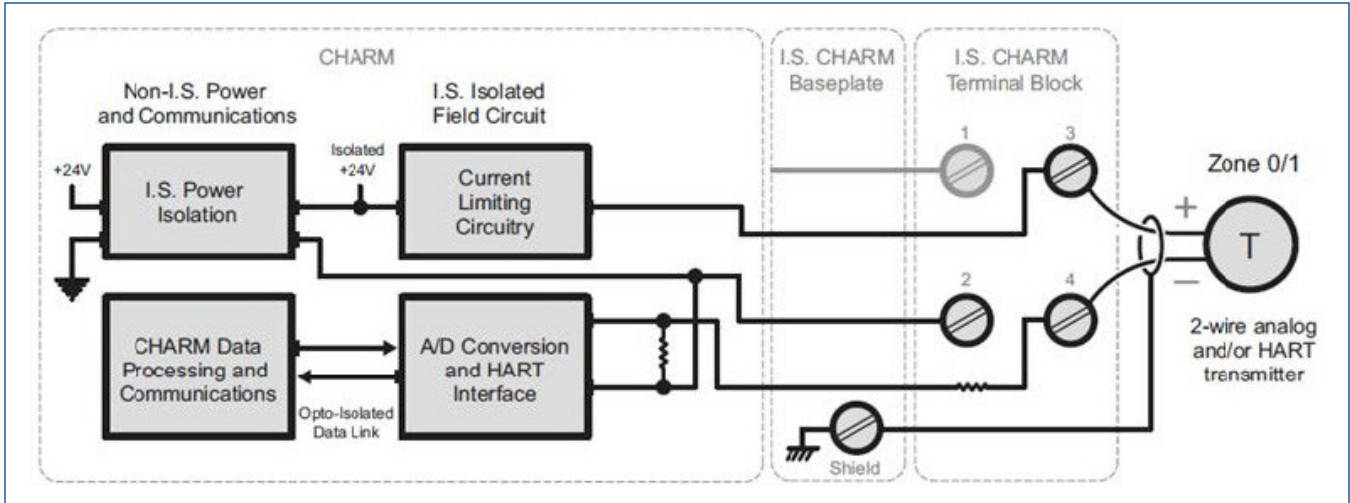 CHARM
I.S. CHARM
Baseplate
I.S. CHARM
Terminal Block
Non-I.S. Power
and Communications
I.S. Isolated
Field Circuit
+24V
I.S. Power
Isolation
Isolated
+24V
Current
Limiting
Circuitry
1
3
Zone 0/1
+
T
−
2
4
2-wire analog
and/or HART
transmitter
CHARM Data
Processing and
Communications
Opto-Isolated
Data Link
A/D Conversion
and HART
Interface
Shield